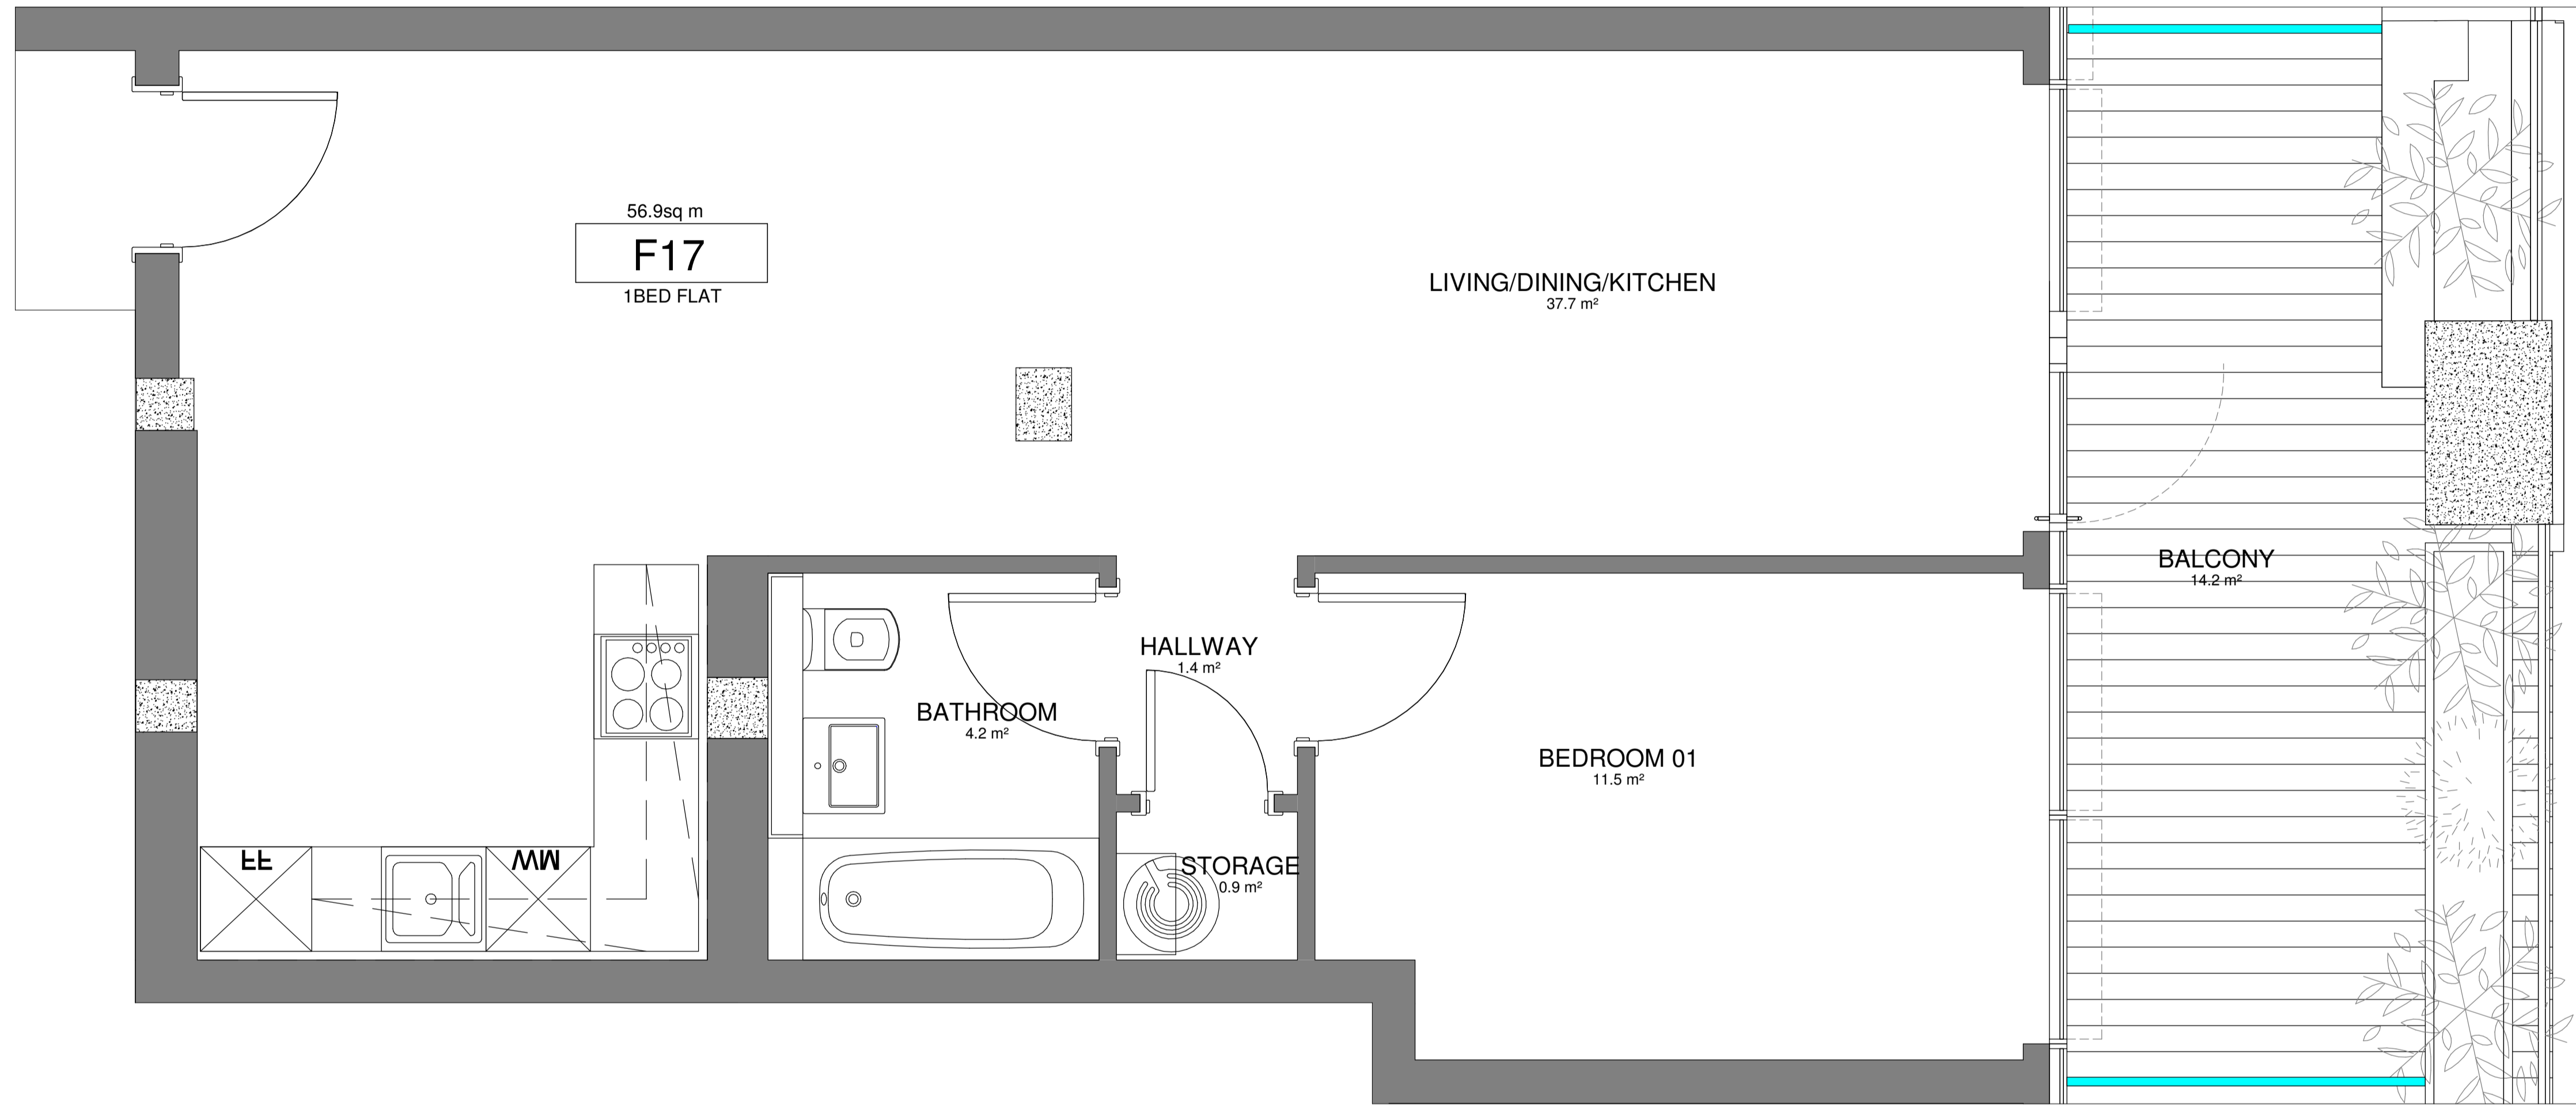 56.9sq m
F17
1BED FLAT
LIVING/DINING/KITCHEN
37.7 m²
BALCONY
14.2 m²
HALLWAY
1.4 m²
BATHROOM
4.2 m²
BEDROOM 01
11.5 m²
STORAGE
0.9 m²
FF
WM